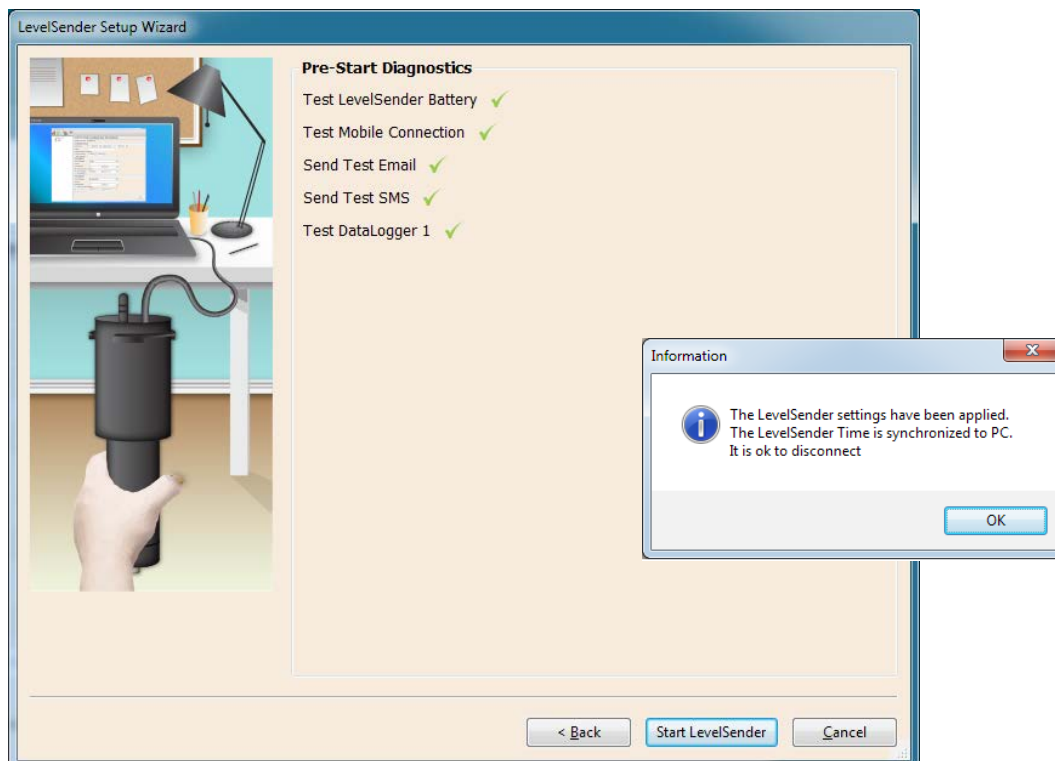 LevelSender Setup Wizard
Pre-Start Diagnostics
Test LevelSender Battery
Test Mobile Connection
Send Test Email
Send Test SMS
Test DataLogger 1
Information
The LevelSender settings have been applied.
The LevelSender Time is synchronized to PC.
It is ok to disconnect
OK
< Back
Start LevelSender
Cancel